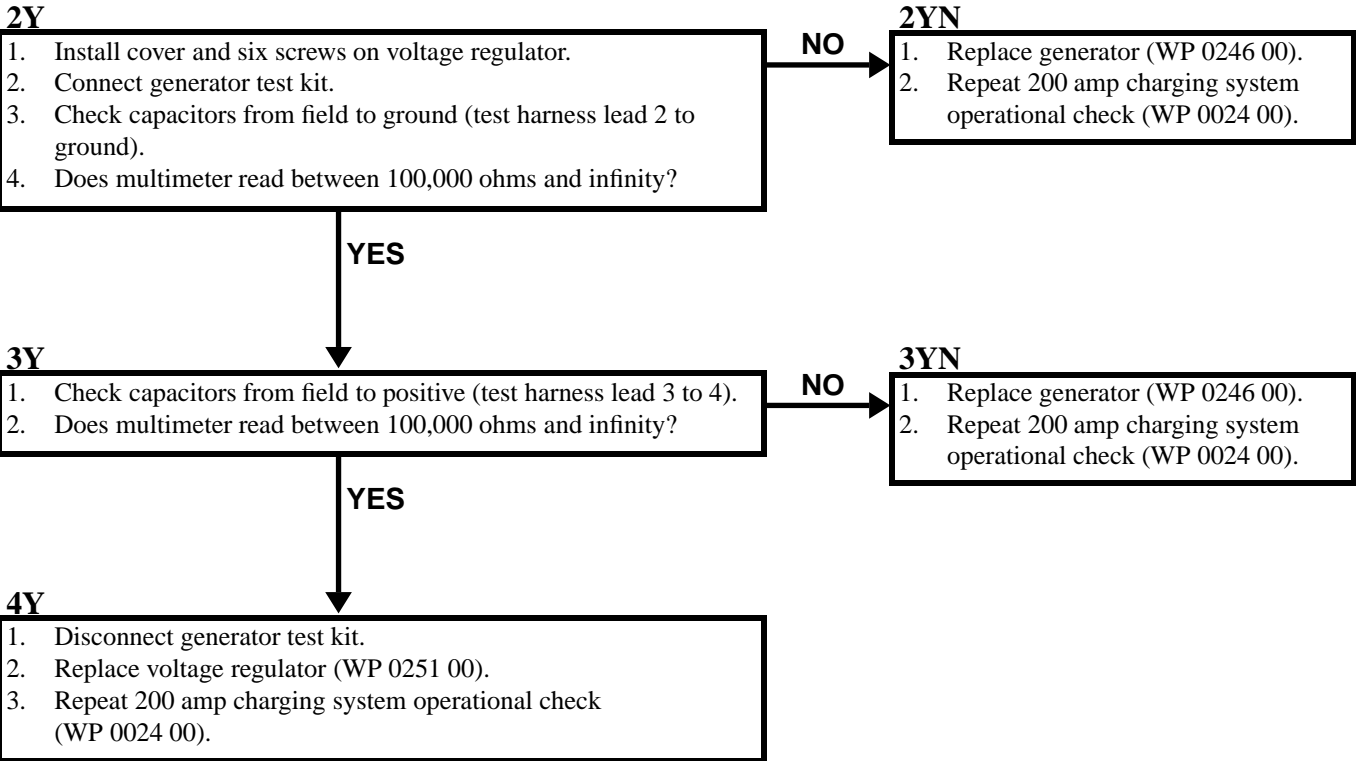 2Y
1. Install cover and six screws on voltage regulator.
2. Connect generator test kit.
3. Check capacitors from field to ground (test harness lead 2 to
ground).
4. Does multimeter read between 100,000 ohms and infinity?
NO
2YN
1. Replace generator (WP 0246 00).
2. Repeat 200 amp charging system
operational check (WP 0024 00).
YES
3Y
1. Check capacitors from field to positive (test harness lead 3 to 4).
2. Does multimeter read between 100,000 ohms and infinity?
NO
3YN
1. Replace generator (WP 0246 00).
2. Repeat 200 amp charging system
operational check (WP 0024 00).
YES
4Y
1. Disconnect generator test kit.
2. Replace voltage regulator (WP 0251 00).
3. Repeat 200 amp charging system operational check
(WP 0024 00).